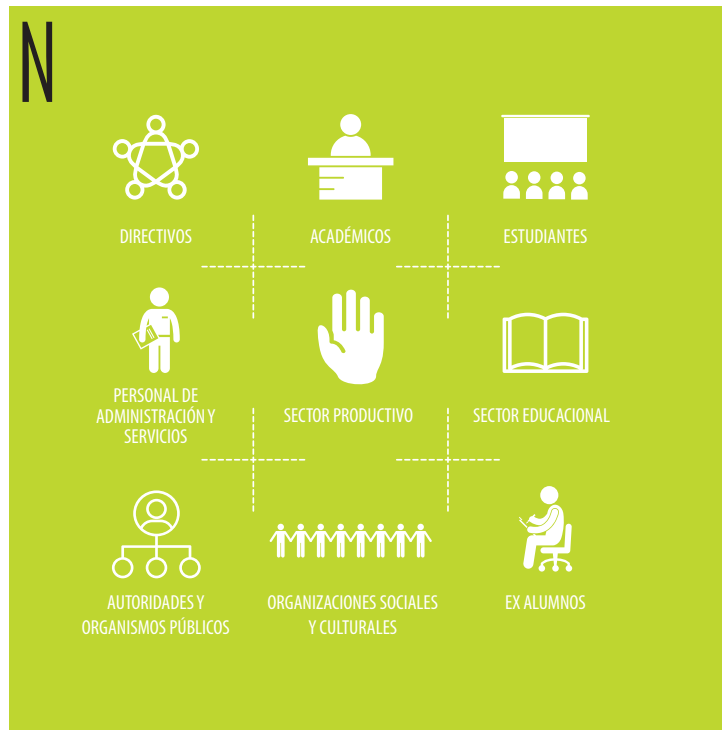 N
DIRECTIVOS
ACADÉMICOS
ESTUDIANTES
PERSONAL DE
ADMINISTRACIÓN Y
SERVICIOS
SECTOR PRODUCTIVO
SECTOR EDUCACIONAL
AUTORIDADES Y
ORGANISMOS PÚBLICOS
ORGANIZACIONES SOCIALES
Y CULTURALES
EX ALUMNOS